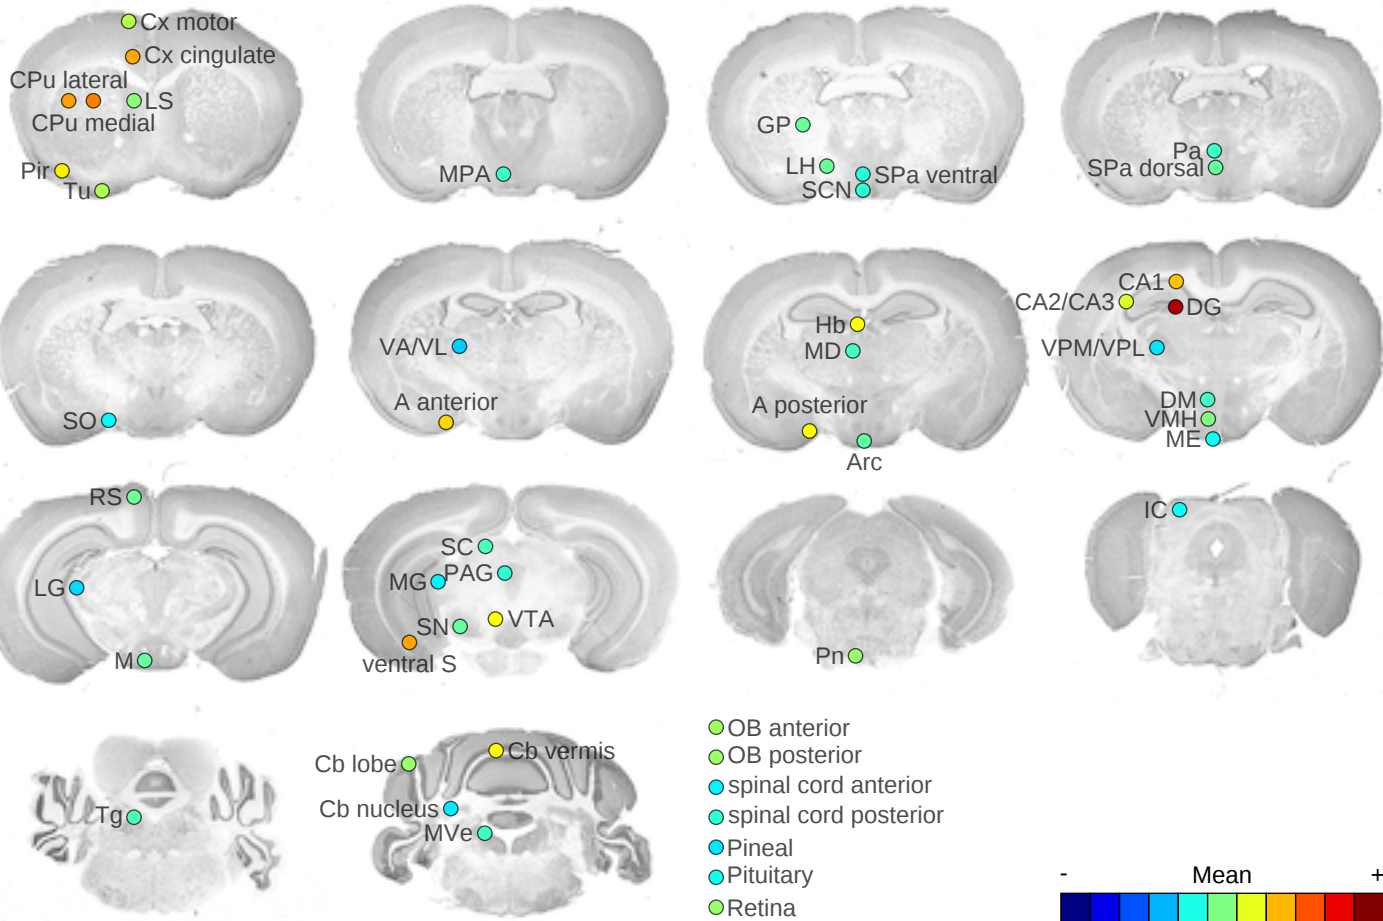 Cx motor
Cx cingulate
CPu lateral
LS
CPu medial
Pir
Tu
MPA
GP
LH
SPa ventral
SCN
Pa
SPa dorsal
SO
VA/VL
A anterior
Hb
MD
A posterior
Arc
CA1
CA2/CA3
DG
VPM/VPL
DM
VMH
ME
RS
LG
M
SC
MG
PAG
SN
VTA
ventral S
Pn
IC
Tg
Cb lobe
Cb vermis
Cb nucleus
MVe
OB anterior
OB posterior
spinal cord anterior
spinal cord posterior
Pineal
Pituitary
Retina
- Mean +